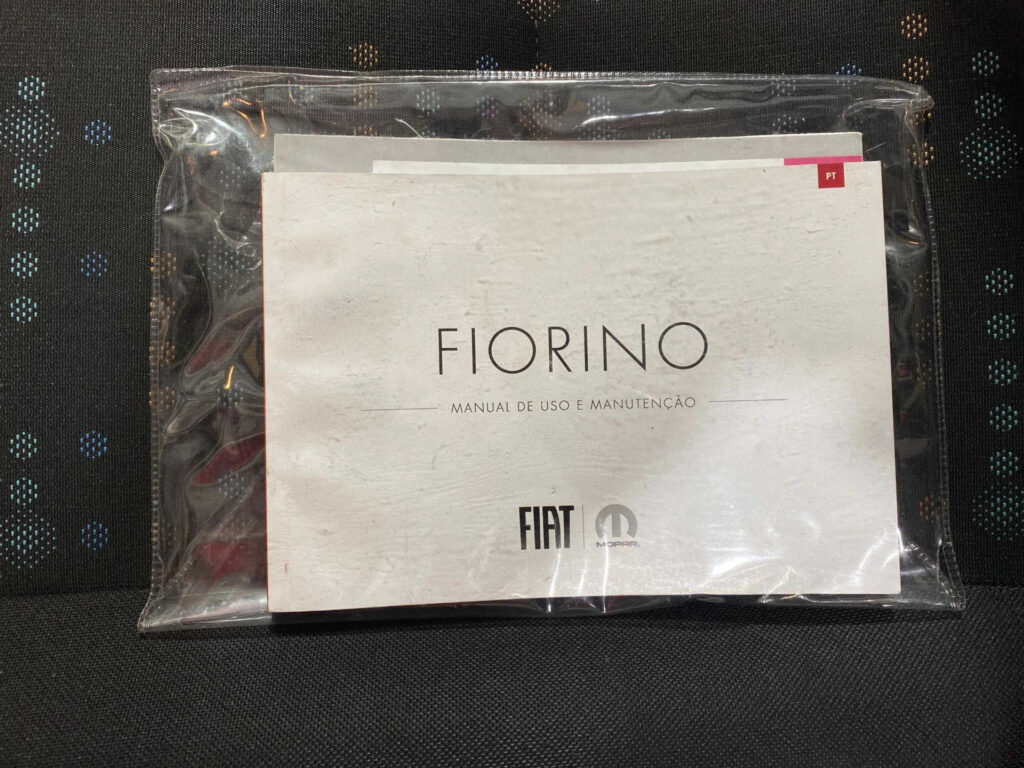 PT
FIORINO
MANUAL DE USO E MANUTENÇÃO
FIAT
MOPAR